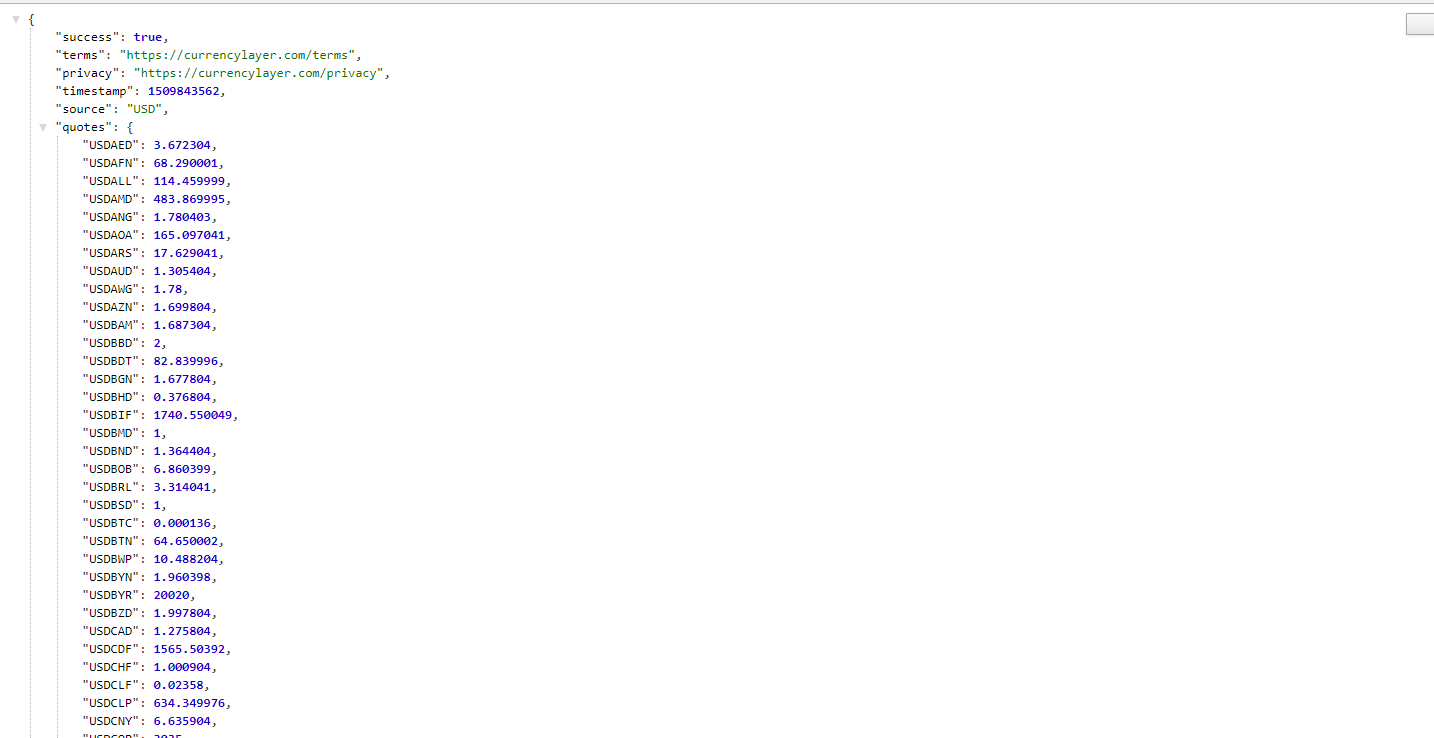 {
"success": true,
"terms": "https://currencylayer.com/terms",
"privacy": "https://currencylayer.com/privacy",
"timestamp": 1509843562,
"source": "USD",
"quotes": {
"USDAED": 3.672304,
"USDAFN": 68.290001,
"USDALL": 114.459999,
"USDAMD": 483.869995,
"USDANG": 1.780403,
"USDAOA": 165.097041,
"USDARS": 17.629041,
"USDAUD": 1.305404,
"USDAWG": 1.78,
"USDAZN": 1.699804,
"USDBAM": 1.687304,
"USDBBD": 2,
"USDBDT": 82.839996,
"USDBGN": 1.677804,
"USDBHD": 0.376804,
"USDBIF": 1740.550049,
"USDBMD": 1,
"USDBND": 1.364404,
"USDBOB": 6.860399,
"USDBRL": 3.314041,
"USDBSD": 1,
"USDBTC": 0.000136,
"USDBTN": 64.650002,
"USDBWP": 10.488204,
"USDBYN": 1.960398,
"USDBYR": 20020,
"USDBZD": 1.997804,
"USDCAD": 1.275804,
"USDCDF": 1565.50392,
"USDCHF": 1.000904,
"USDCLF": 0.02358,
"USDCLP": 634.349976,
"USDCNY": 6.635904,